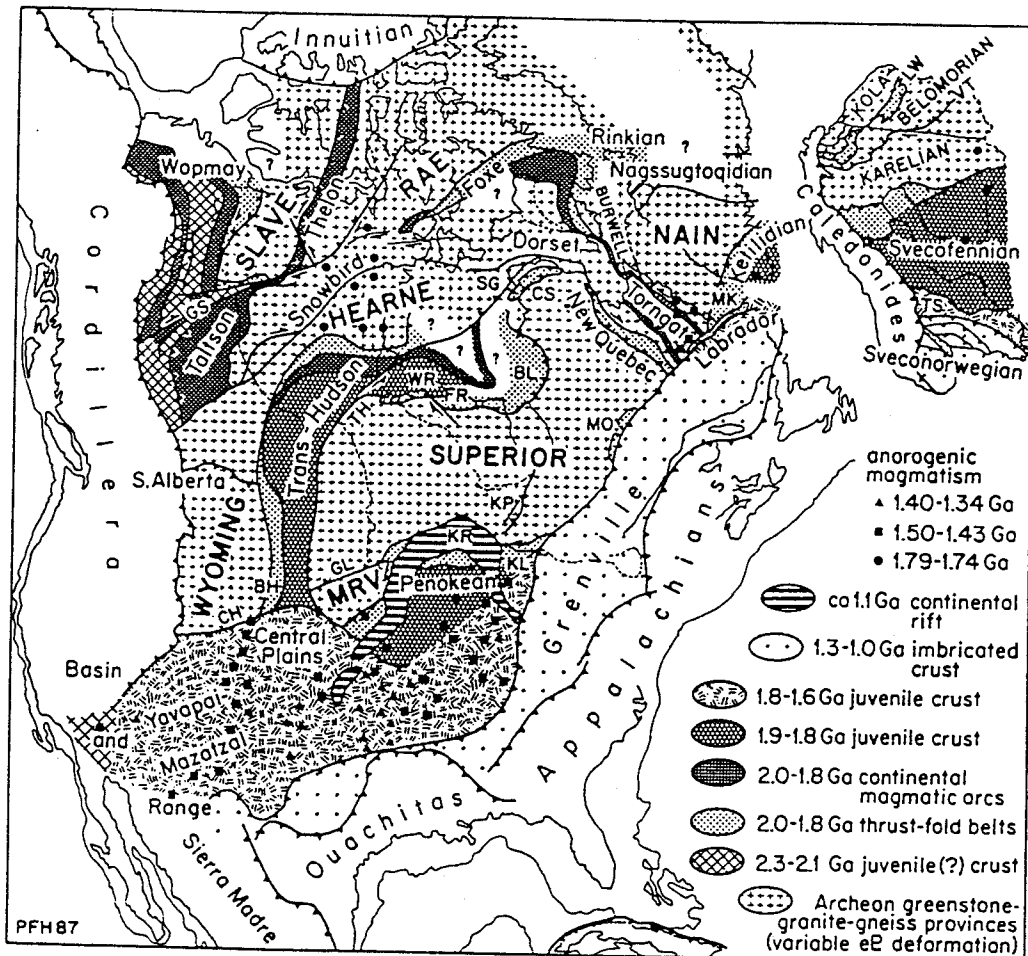 Innuitian
KOLA
LW
BELOMORIAN
VT
KARELIAN
Wopmay
?
Rinkian
?
Nagssugtoqidian
SLAVE
Thelon
RAE
Foxe
?
BURWELL
NAIN
Ketilidian
Caledonides
Svecofennian
Cordillera
Dorset
GS
Snowbird
SG
CS
MK
TS
Taltson
HEARNE
?
New Quebec
Torngat
Labrador
Sveconorwegian
Trans-Hudson
?
?
WR
FR
BL
TH
MO
SUPERIOR
S. Alberta
KP
WYOMING
KR
GL
MRV
Penokean
KL
BH
CH
Central
Plains
Grenville
Appalachians
Basin
and
Range
Yavapai
Mazatzal
Ouachitas
Sierra Madre
PFH87
anorogenic
magmatism
1.40-1.34 Ga
1.50-1.43 Ga
1.79-1.74 Ga
ca 1.1 Ga continental
rift
1.3-1.0 Ga imbricated
crust
1.8-1.6 Ga juvenile crust
1.9-1.8 Ga juvenile crust
2.0-1.8 Ga continental
magmatic arcs
2.0-1.8 Ga thrust-fold belts
2.3-2.1 Ga juvenile(?) crust
Archean greenstone-
granite-gneiss provinces
(variable eP deformation)